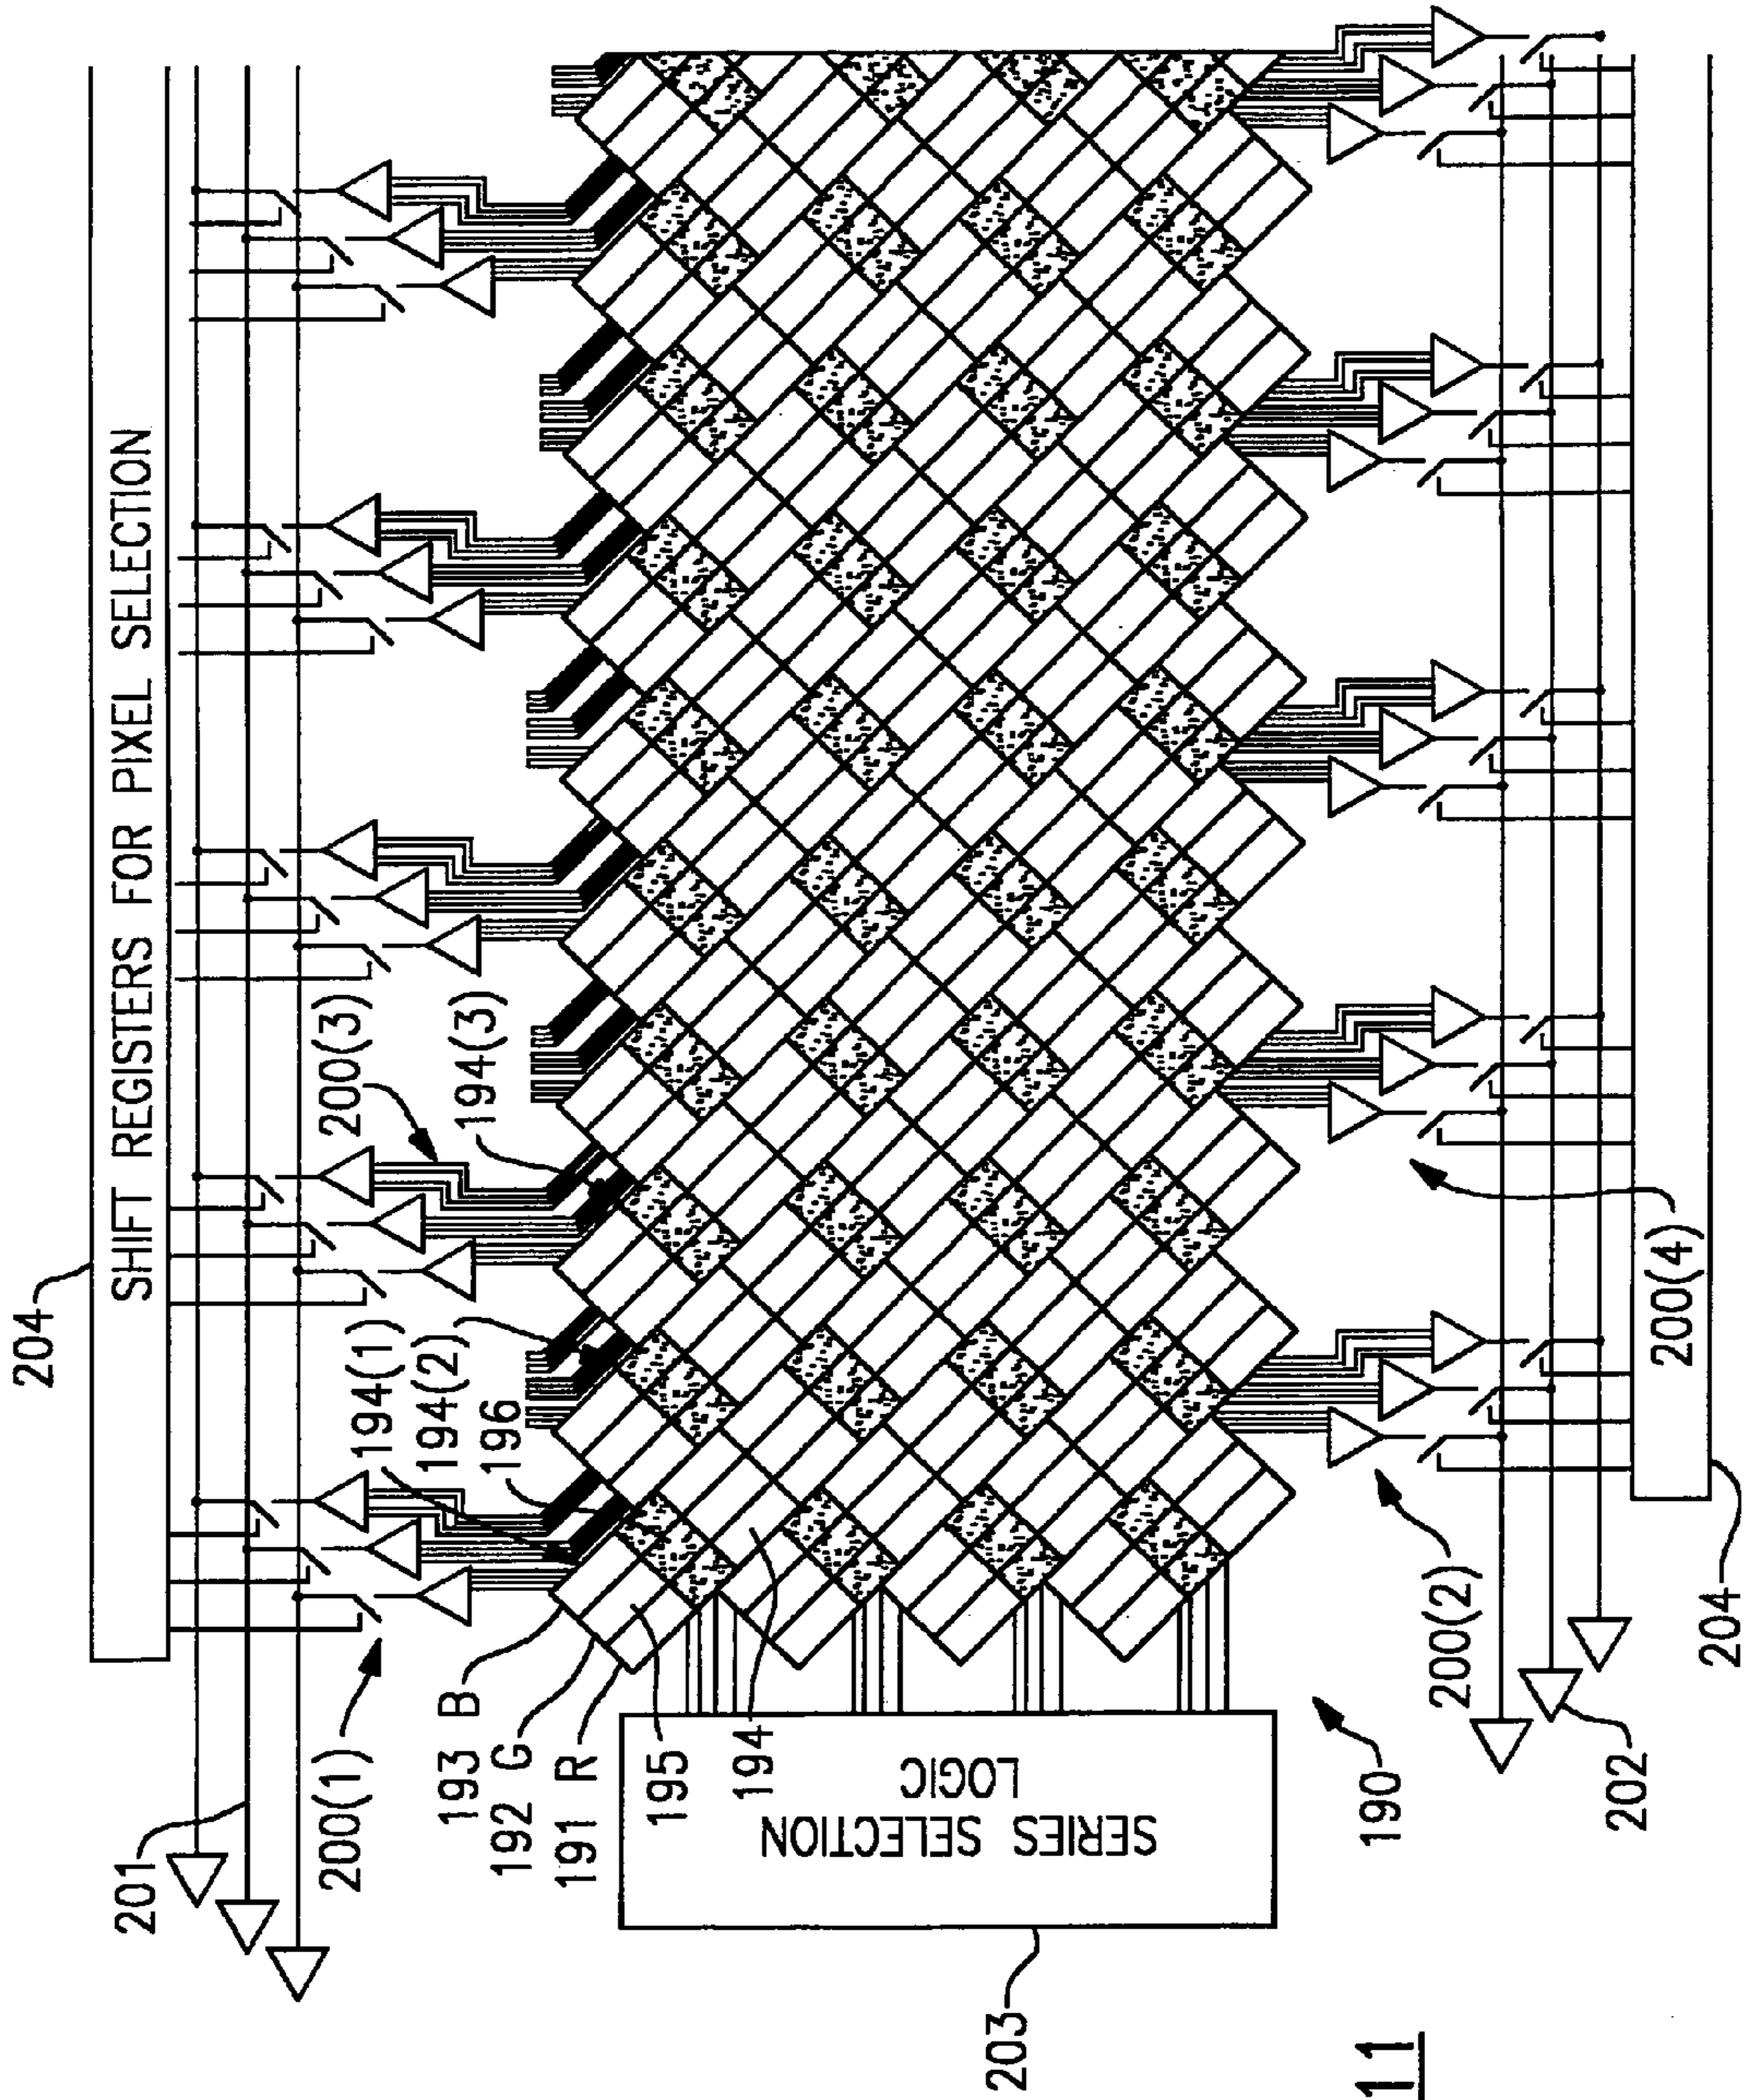 204
SHIFT REGISTERS FOR PIXEL SELECTION
201
200(1)
194(1)
194(2)
196
200(3)
194(3)
193 B
192 G
191 R
195
194
SERIES SELECTION
LOGIC
203
190
200(2)
202
200(4)
204
11